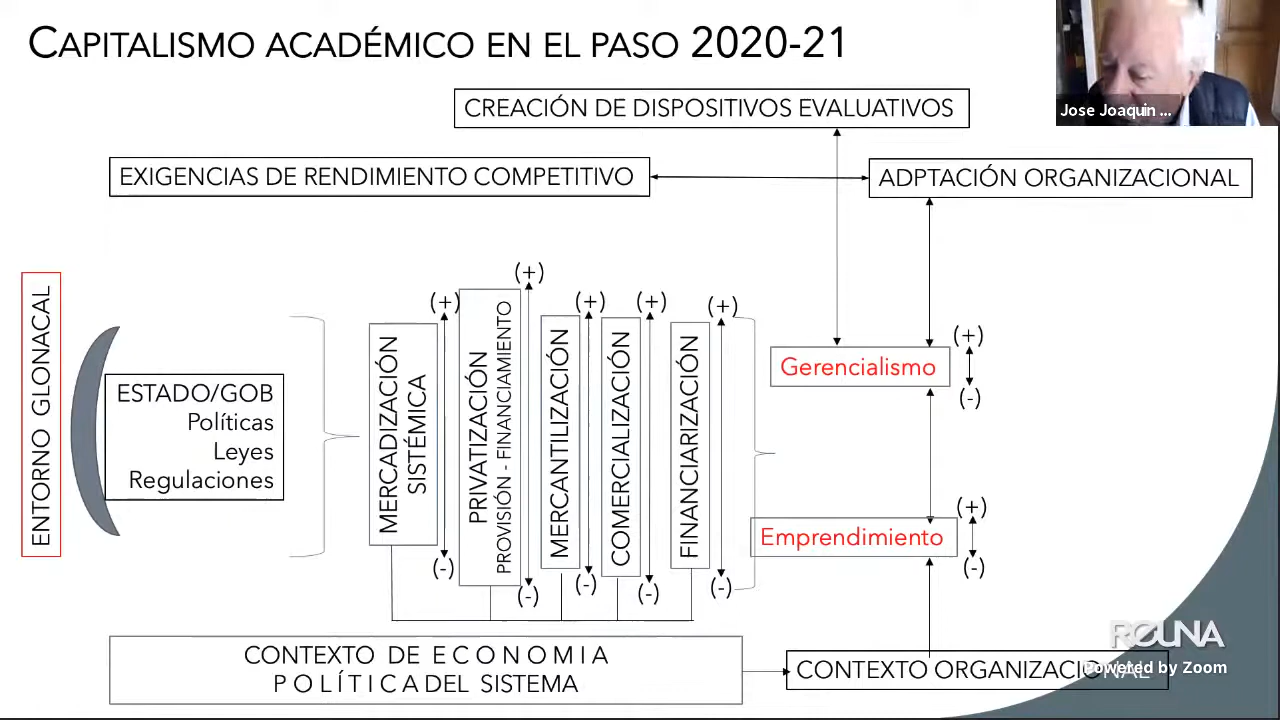 CAPITALISMO ACADÉMICO EN EL PASO 2020-21
Jose Joaquin ...
CREACIÓN DE DISPOSITIVOS EVALUATIVOS
EXIGENCIAS DE RENDIMIENTO COMPETITIVO
ADPTACIÓN ORGANIZACIONAL
ENTORNO GLONACAL
ESTADO/GOB
Políticas
Leyes
Regulaciones
(+)
(-)
MERCADIZACIÓN
SISTÉMICA
(+)
(-)
PRIVATIZACIÓN
PROVISIÓN - FINANCIAMIENTO
(+)
(-)
MERCANTILIZACIÓN
(+)
(-)
COMERCIALIZACIÓN
(+)
(-)
FINANCIARIZACIÓN
(+)
(-)
Gerencialismo
(+)
(-)
Emprendimiento
CONTEXTO DE E C O N O M I A
P O L Í T I C A DEL SISTEMA
CONTEXTO ORGANIZACIONAL
ROUNA
Powered by Zoom